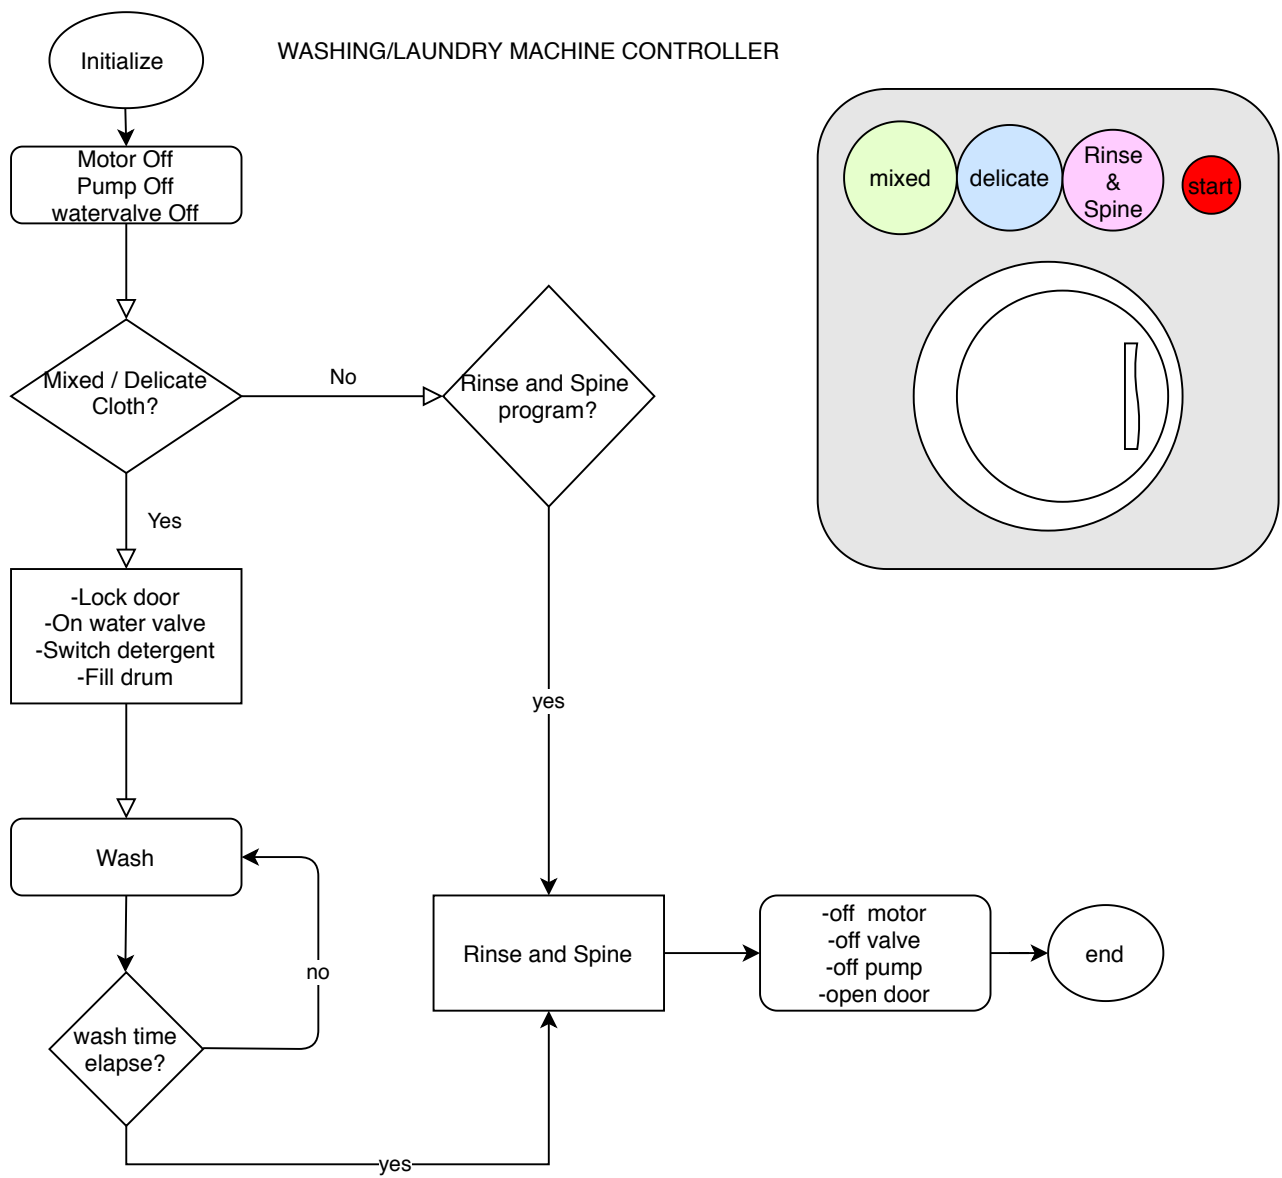 Initialize
WASHING/LAUNDRY MACHINE CONTROLLER
Motor Off
Pump Off
watervalve Off
mixed
delicate
Rinse
&
Spine
start
Mixed / Delicate
Cloth?
No
Rinse and Spine
program?
Yes
-Lock door
-On water valve
-Switch detergent
-Fill drum
yes
Wash
no
wash time
elapse?
yes
Rinse and Spine
-off  motor
-off valve
-off pump
-open door
end